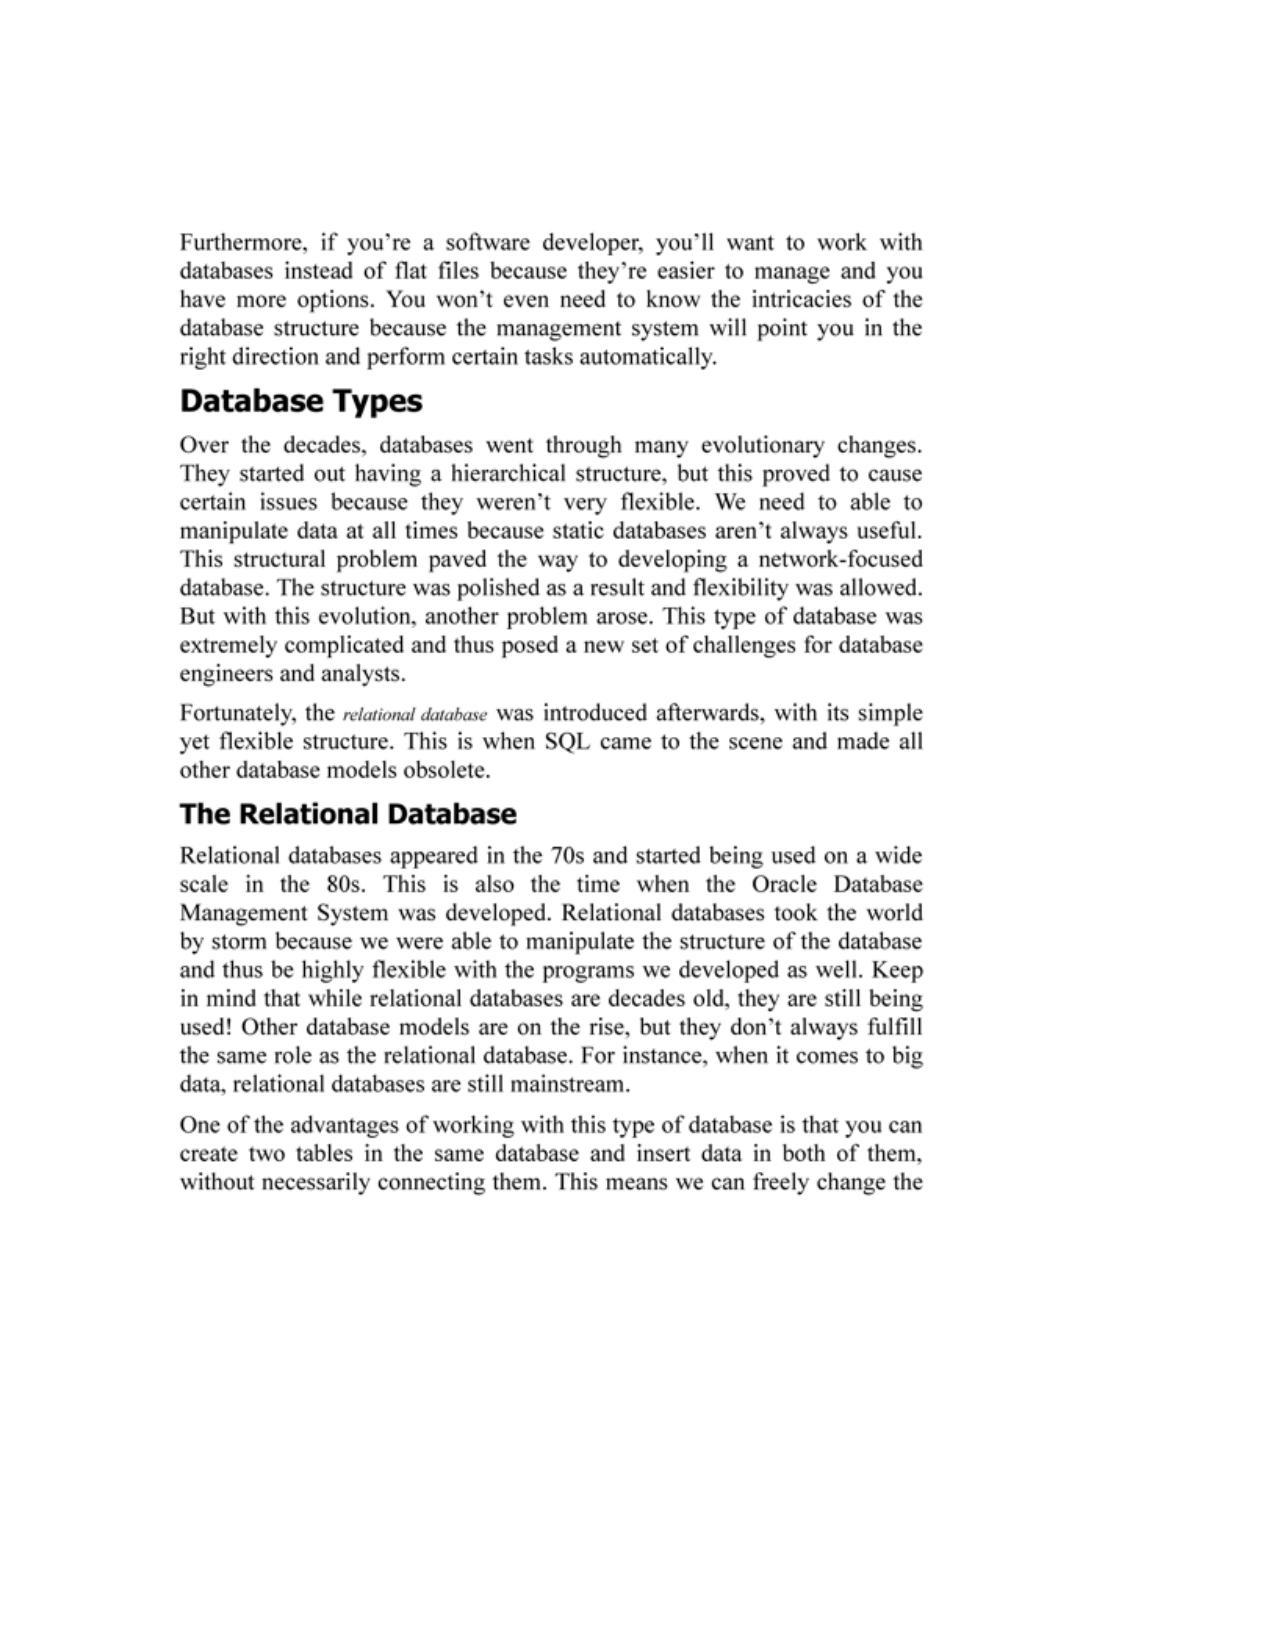 Furthermore, if you’re a software developer, you’ll want to work with
databases instead of flat files because they’re easier to manage and you
have more options. You won’t even need to know the intricacies of the
database structure because the management system will point you in the
right direction and perform certain tasks automatically.
Database Types
Over the decades, databases went through many evolutionary changes.
They started out having a hierarchical structure, but this proved to cause
certain issues because they weren’t very flexible. We need to able to
manipulate data at all times because static databases aren’t always useful.
This structural problem paved the way to developing a network-focused
database. The structure was polished as a result and flexibility was allowed.
But with this evolution, another problem arose. This type of database was
extremely complicated and thus posed a new set of challenges for database
engineers and analysts.
Fortunately, the relational database was introduced afterwards, with its simple
yet flexible structure. This is when SQL came to the scene and made all
other database models obsolete.
The Relational Database
Relational databases appeared in the 70s and started being used on a wide
scale in the 80s. This is also the time when the Oracle Database
Management System was developed. Relational databases took the world
by storm because we were able to manipulate the structure of the database
and thus be highly flexible with the programs we developed as well. Keep
in mind that while relational databases are decades old, they are still being
used! Other database models are on the rise, but they don’t always fulfill
the same role as the relational database. For instance, when it comes to big
data, relational databases are still mainstream.
One of the advantages of working with this type of database is that you can
create two tables in the same database and insert data in both of them,
without necessarily connecting them. This means we can freely change the